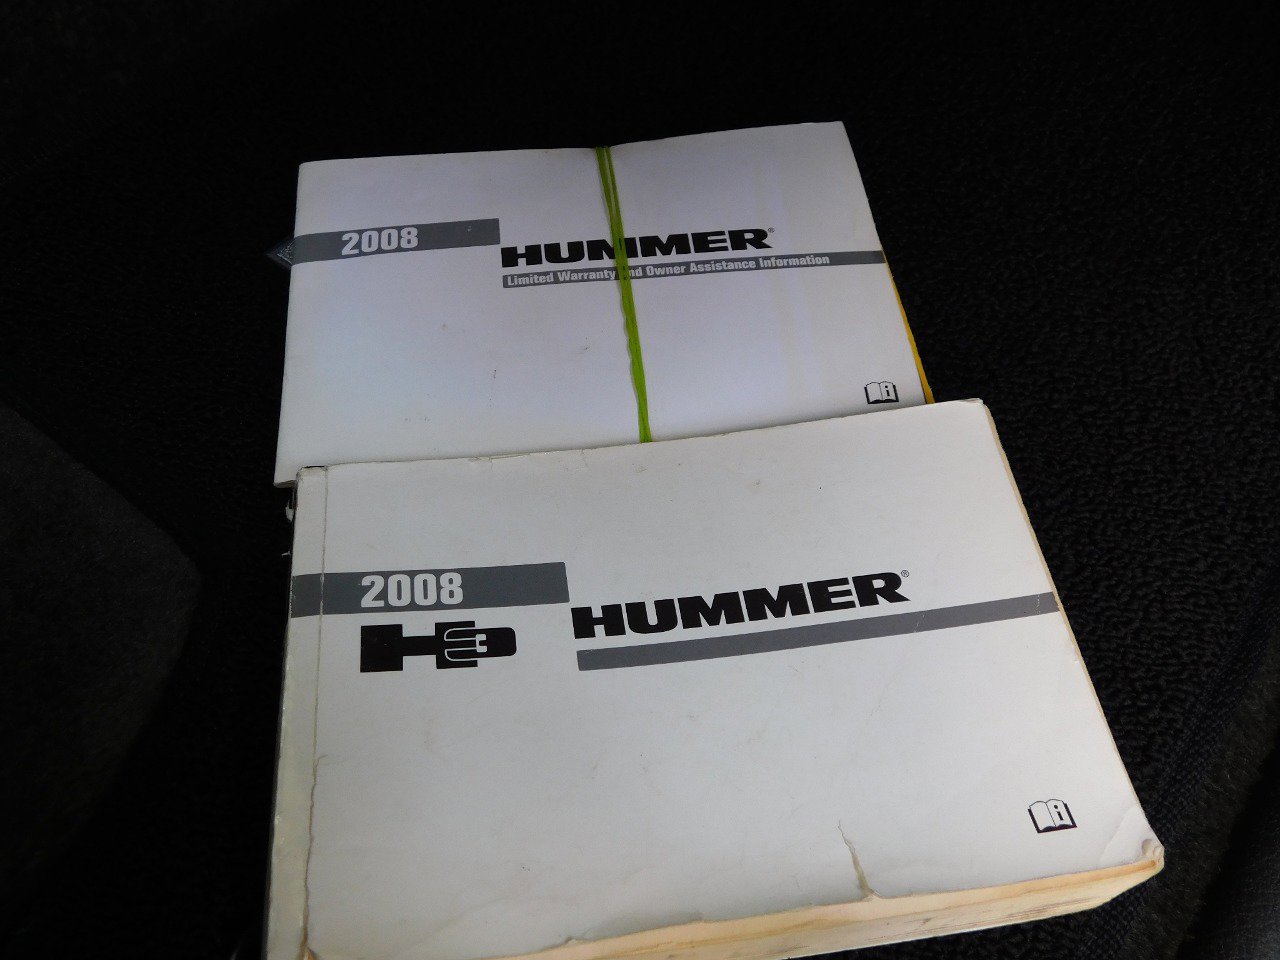 2008
HUMMER®
Limited Warranty and Owner Assistance Information
i
2008
H3
HUMMER®
i